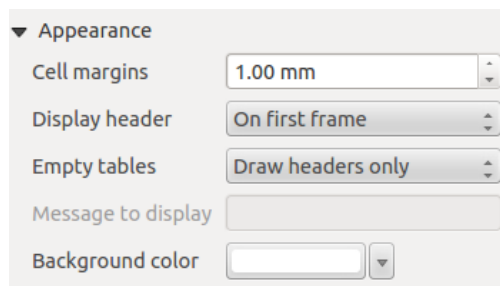 Appearance
Cell margins 1.00 mm
Display header On first frame
Empty tables Draw headers only
Message to display
Background color